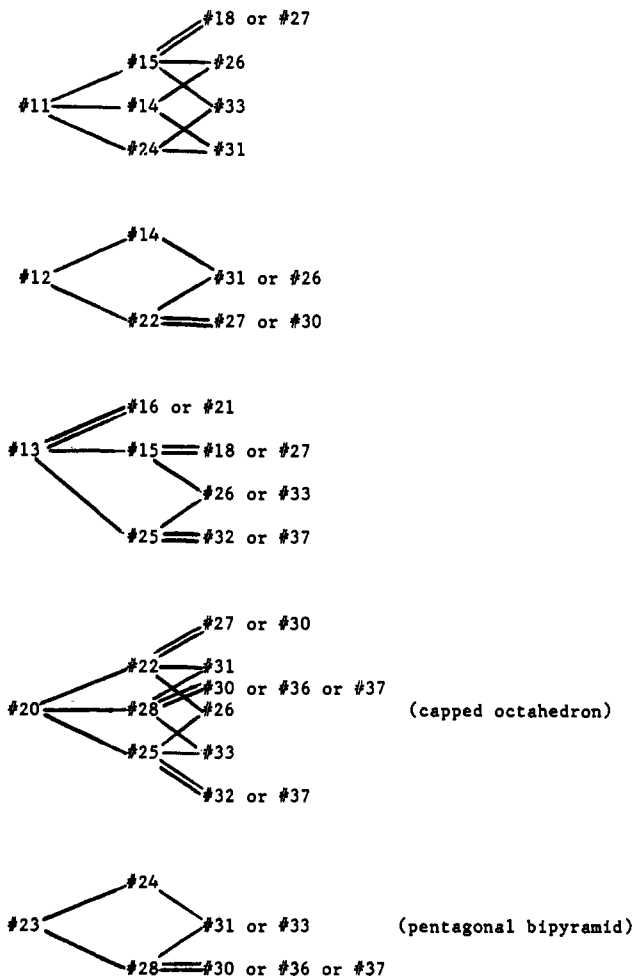 #18 or #27
#15 #26
#11 #14 #33
#24 #31
#14
#12 #31 or #26
#22 #27 or #30
#16 or #21
#13 #15 #18 or #27
#26 or #33
#25 #32 or #37
#27 or #30
#22 #31
#30 or #36 or #37
#20 #28 #26 (capped octahedron)
#25 #33
#32 or #37
#24
#23 #31 or #33 (pentagonal bipyramid)
#28 #30 or #36 or #37